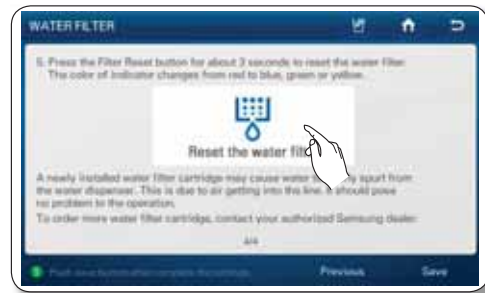 WATER FILTER
5. Press the Filter Reset button for about 3 seconds to reset the water filter.
The color of indicator changes from red to blue, green or yellow.
Reset the water
A newly installed water filter cartridge may cause water to spurt from
the water dispenser. This is due to air getting into the line. It should pose
no problem to the operation.
To order more water filter cartridge, contact your authorized Samsung dealer.
4/4
Previous
Save